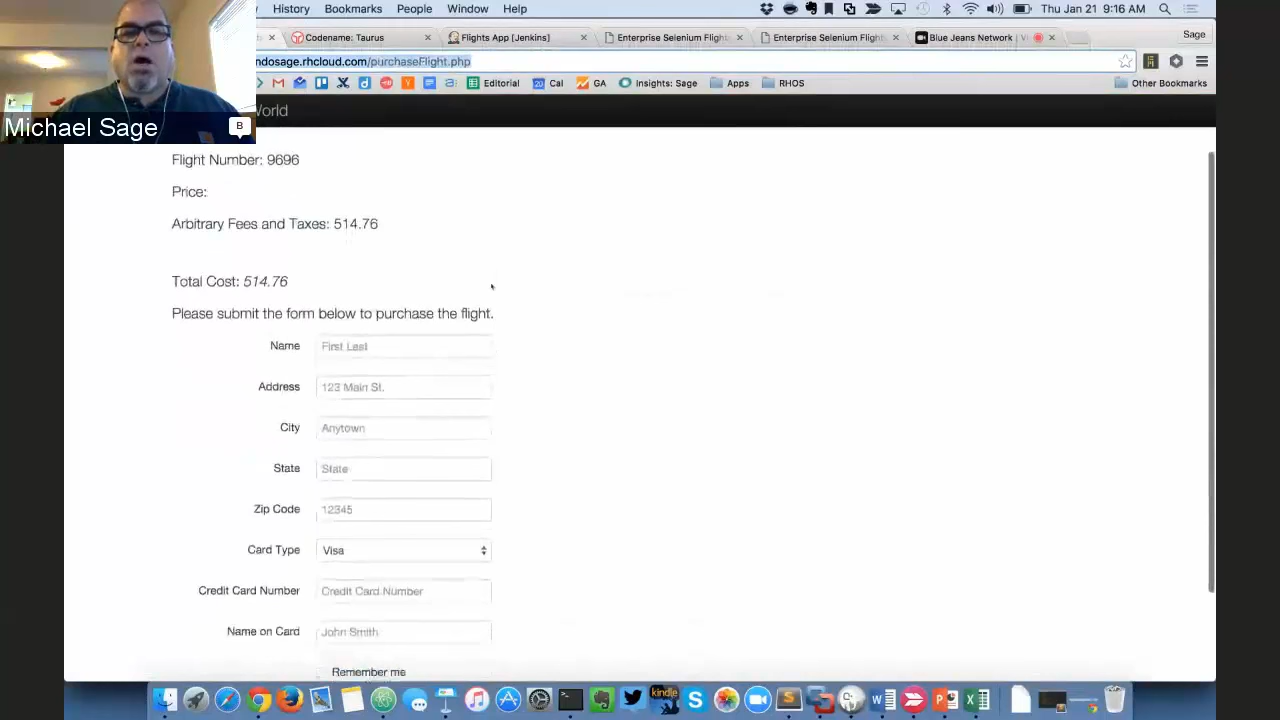 History Bookmarks People Window Help Thu Jan 21 9:16 AM
Codename: Taurus Flights App [Jenkins] Enterprise Selenium Flight Enterprise Selenium Flight Blue Jeans Network | Sage
ndosage.rhcloud.com/purchaseFlight.php
Editorial 20 Cal GA Insights: Sage Apps RHOS Other Bookmarks
World
Michael Sage B
Flight Number: 9696
Price:
Arbitrary Fees and Taxes: 514.76
Total Cost: 514.76
Please submit the form below to purchase the flight.
Name First Last
Address 123 Main St.
City Anytown
State State
Zip Code 12345
Card Type Visa
Credit Card Number Credit Card Number
Name on Card John Smith
Remember me
kindle